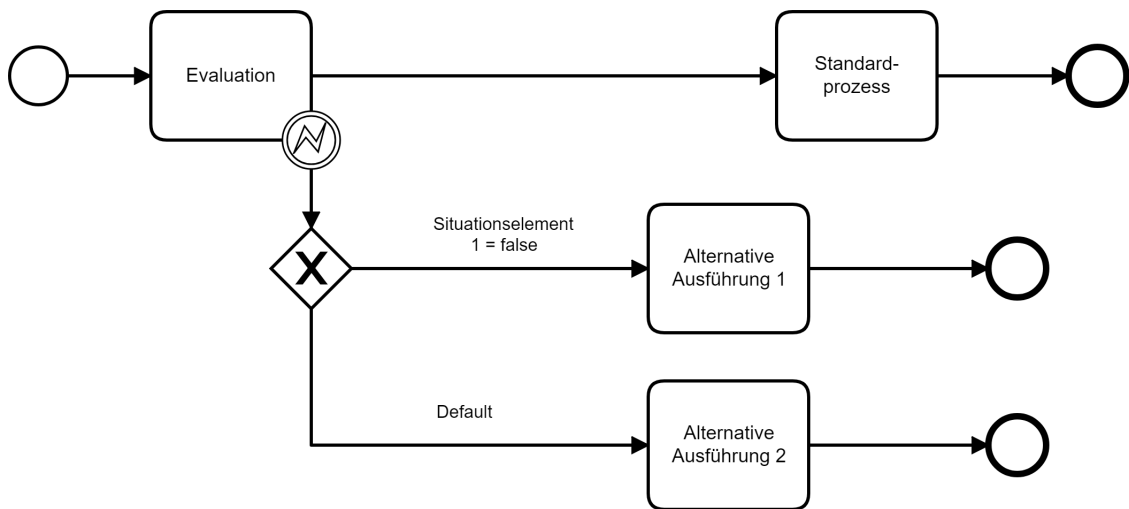 Evaluation
Standard-
prozess
Situationselement
1 = false
Alternative
Ausführung 1
Default
Alternative
Ausführung 2